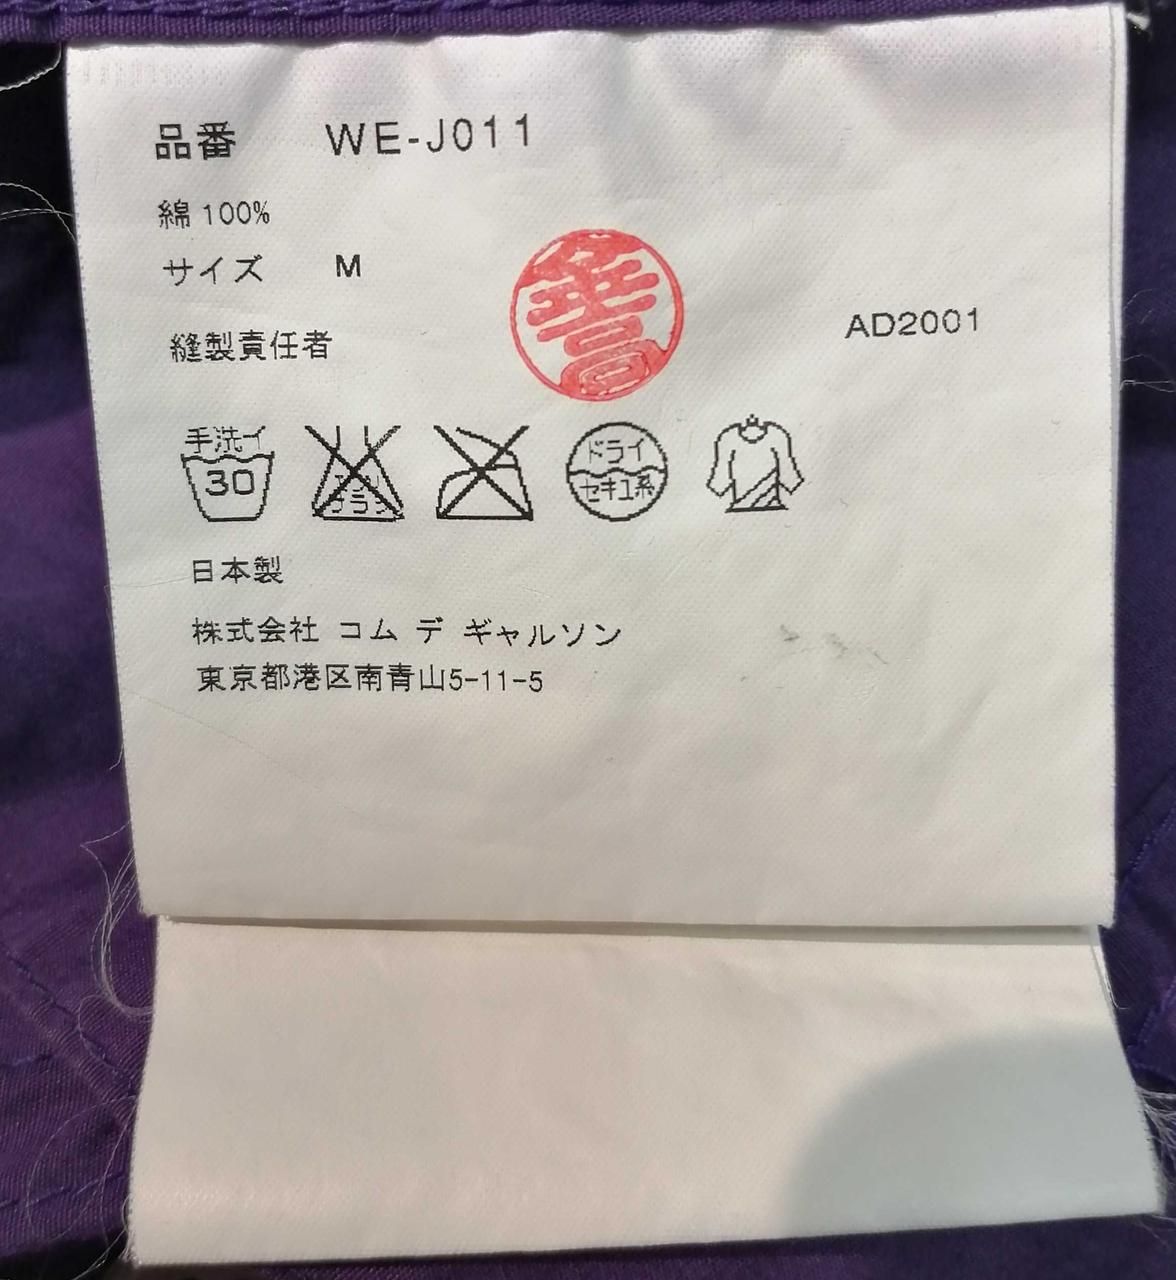 品番 WE-J011
綿 100%
サイズ M
縫製責任者
AD2001
手洗イ
30
ドライ
セキユ系
日本製
株式会社 コム デ ギャルソン
東京都港区南青山5-11-5